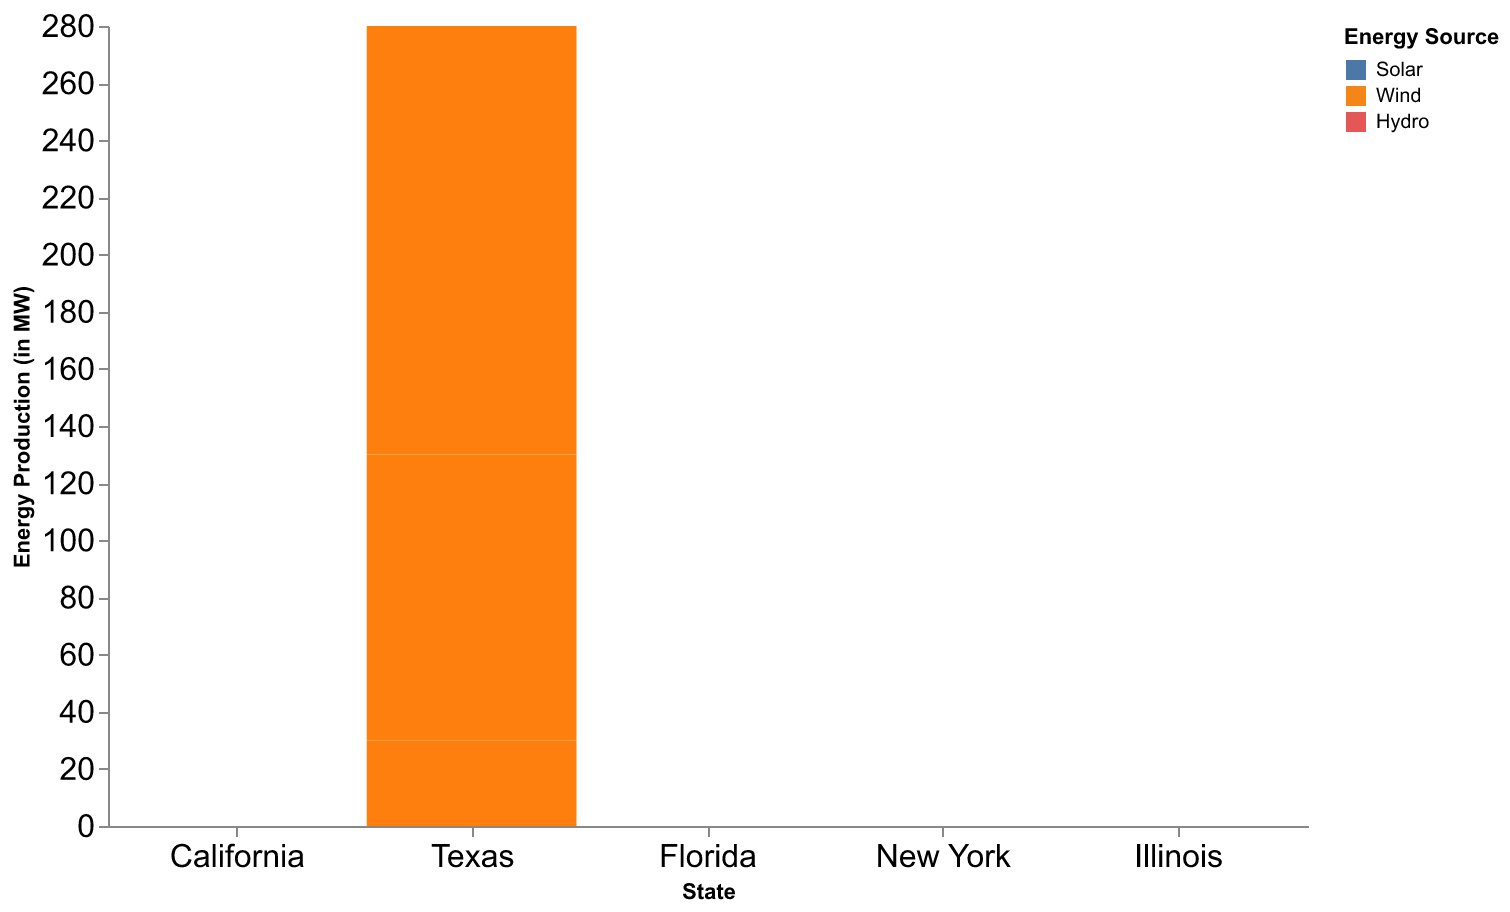 Energy Production (in MW)
280
260
240
220
200
180
160
140
120
100
80
60
40
20
0
California Texas Florida New York Illinois
State
Energy Source
Solar
Wind
Hydro